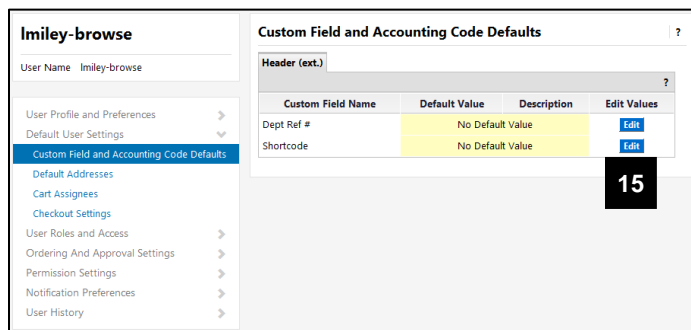 lmiley-browse
User Name lmiley-browse
User Profile and Preferences
Default User Settings
Custom Field and Accounting Code Defaults
Default Addresses
Cart Assignees
Checkout Settings
User Roles and Access
Ordering And Approval Settings
Permission Settings
Notification Preferences
User History
Custom Field and Accounting Code Defaults ?
Header (ext.)
?
Custom Field Name Default Value Description Edit Values
Dept Ref # No Default Value Edit
Shortcode No Default Value Edit
15